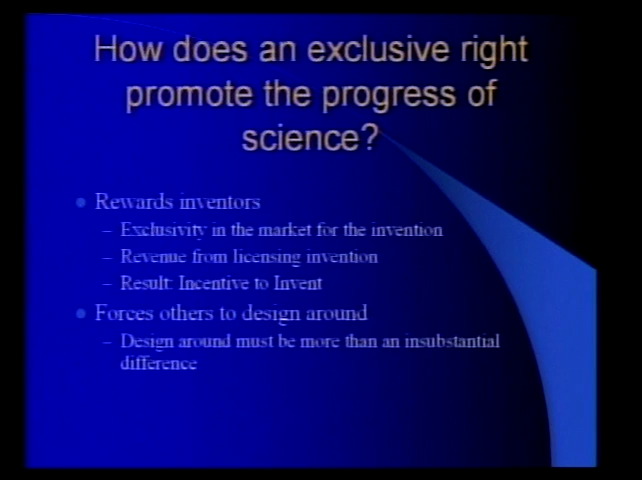 How does an exclusive right
promote the progress of
science?
Rewards inventors
– Exclusivity in the market for the invention
– Revenue from licensing invention
– Result: Incentive to Invent
Forces others to design around
– Design around must be more than an insubstantial
difference